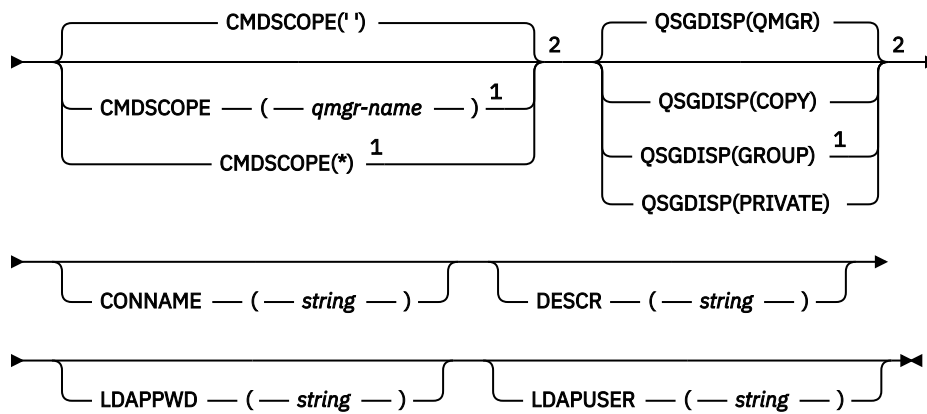 CMDSCOPE(' ')
2
CMDSCOPE ( qmgr-name ) 1
CMDSCOPE(*) 1
QSGDISP(QMGR)
2
QSGDISP(COPY)
QSGDISP(GROUP) 1
QSGDISP(PRIVATE)
CONNAME ( string )
DESCR ( string )
LDAPPWD ( string )
LDAPUSER ( string )